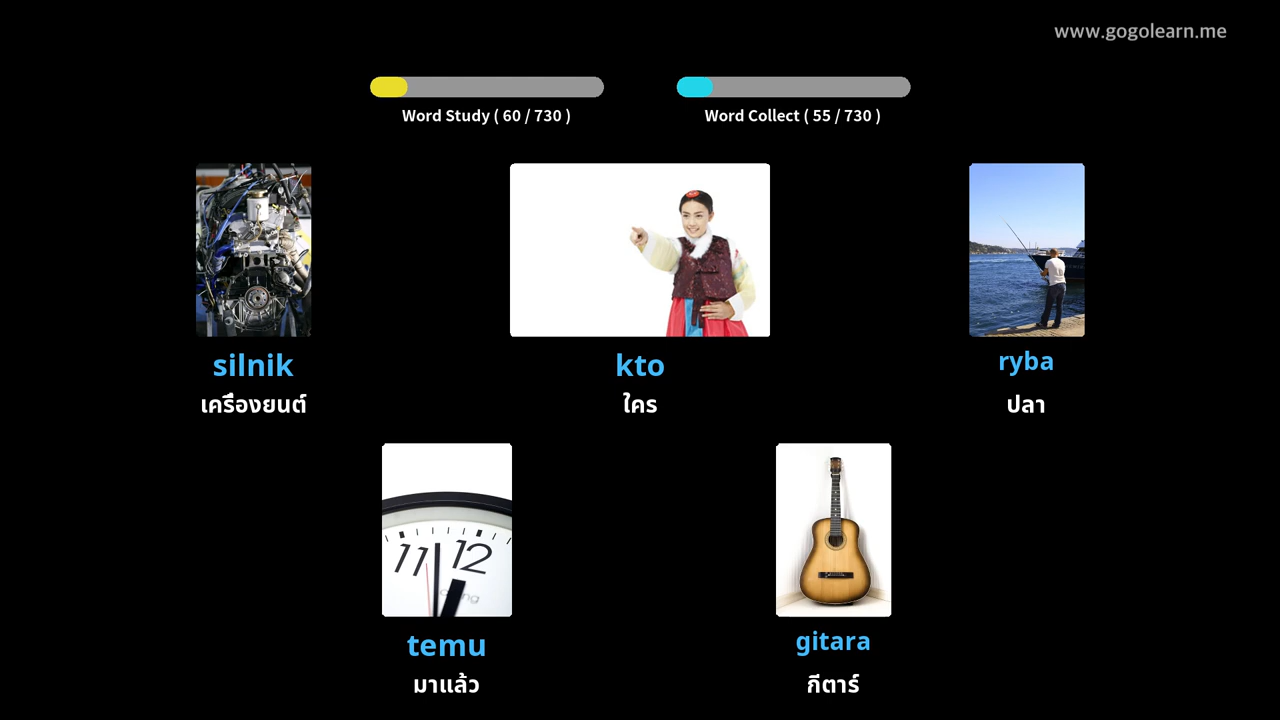 www.gogolearn.me
Word Study ( 60 / 730 )
Word Collect ( 55 / 730 )
silnik
เครื่องยนต์
kto
ใคร
ryba
ปลา
11 12
temu
มาแล้ว
gitara
กีตาร์